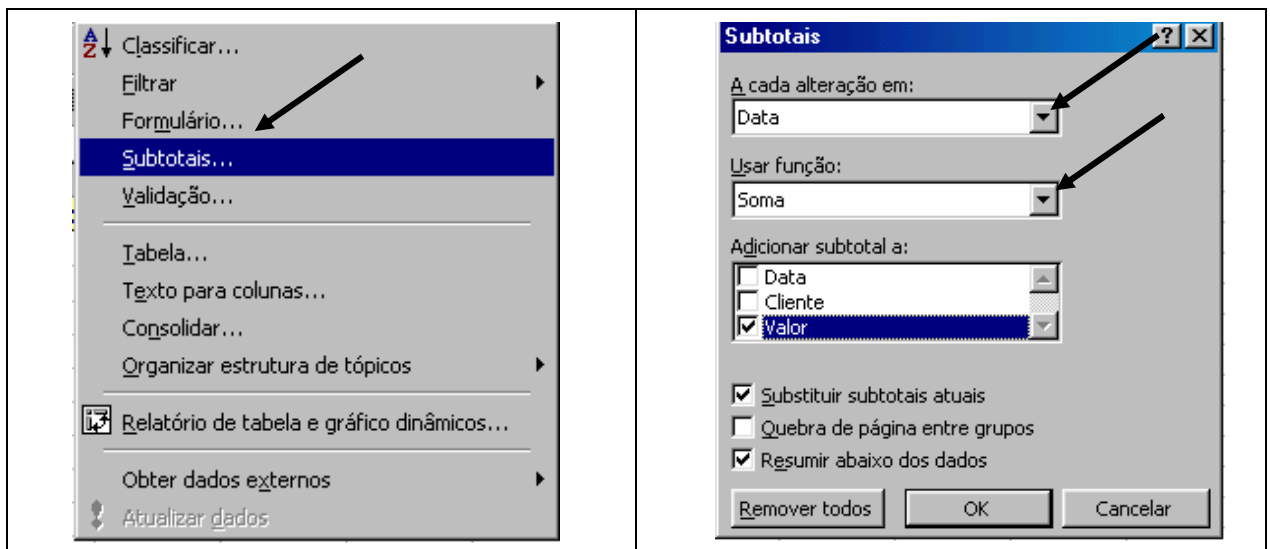 Classificar...
Filtrar
Formulário...
Subtotais...
Validação...
Tabela...
Texto para colunas...
Consolidar...
Organizar estrutura de tópicos
Relatório de tabela e gráfico dinâmicos...
Obter dados externos
Atualizar dados
Subtotais
A cada alteração em:
Data
Usar função:
Soma
Adicionar subtotal a:
Data
Cliente
Valor
Substituir subtotais atuais
Quebra de página entre grupos
Resumir abaixo dos dados
Remover todos OK Cancelar